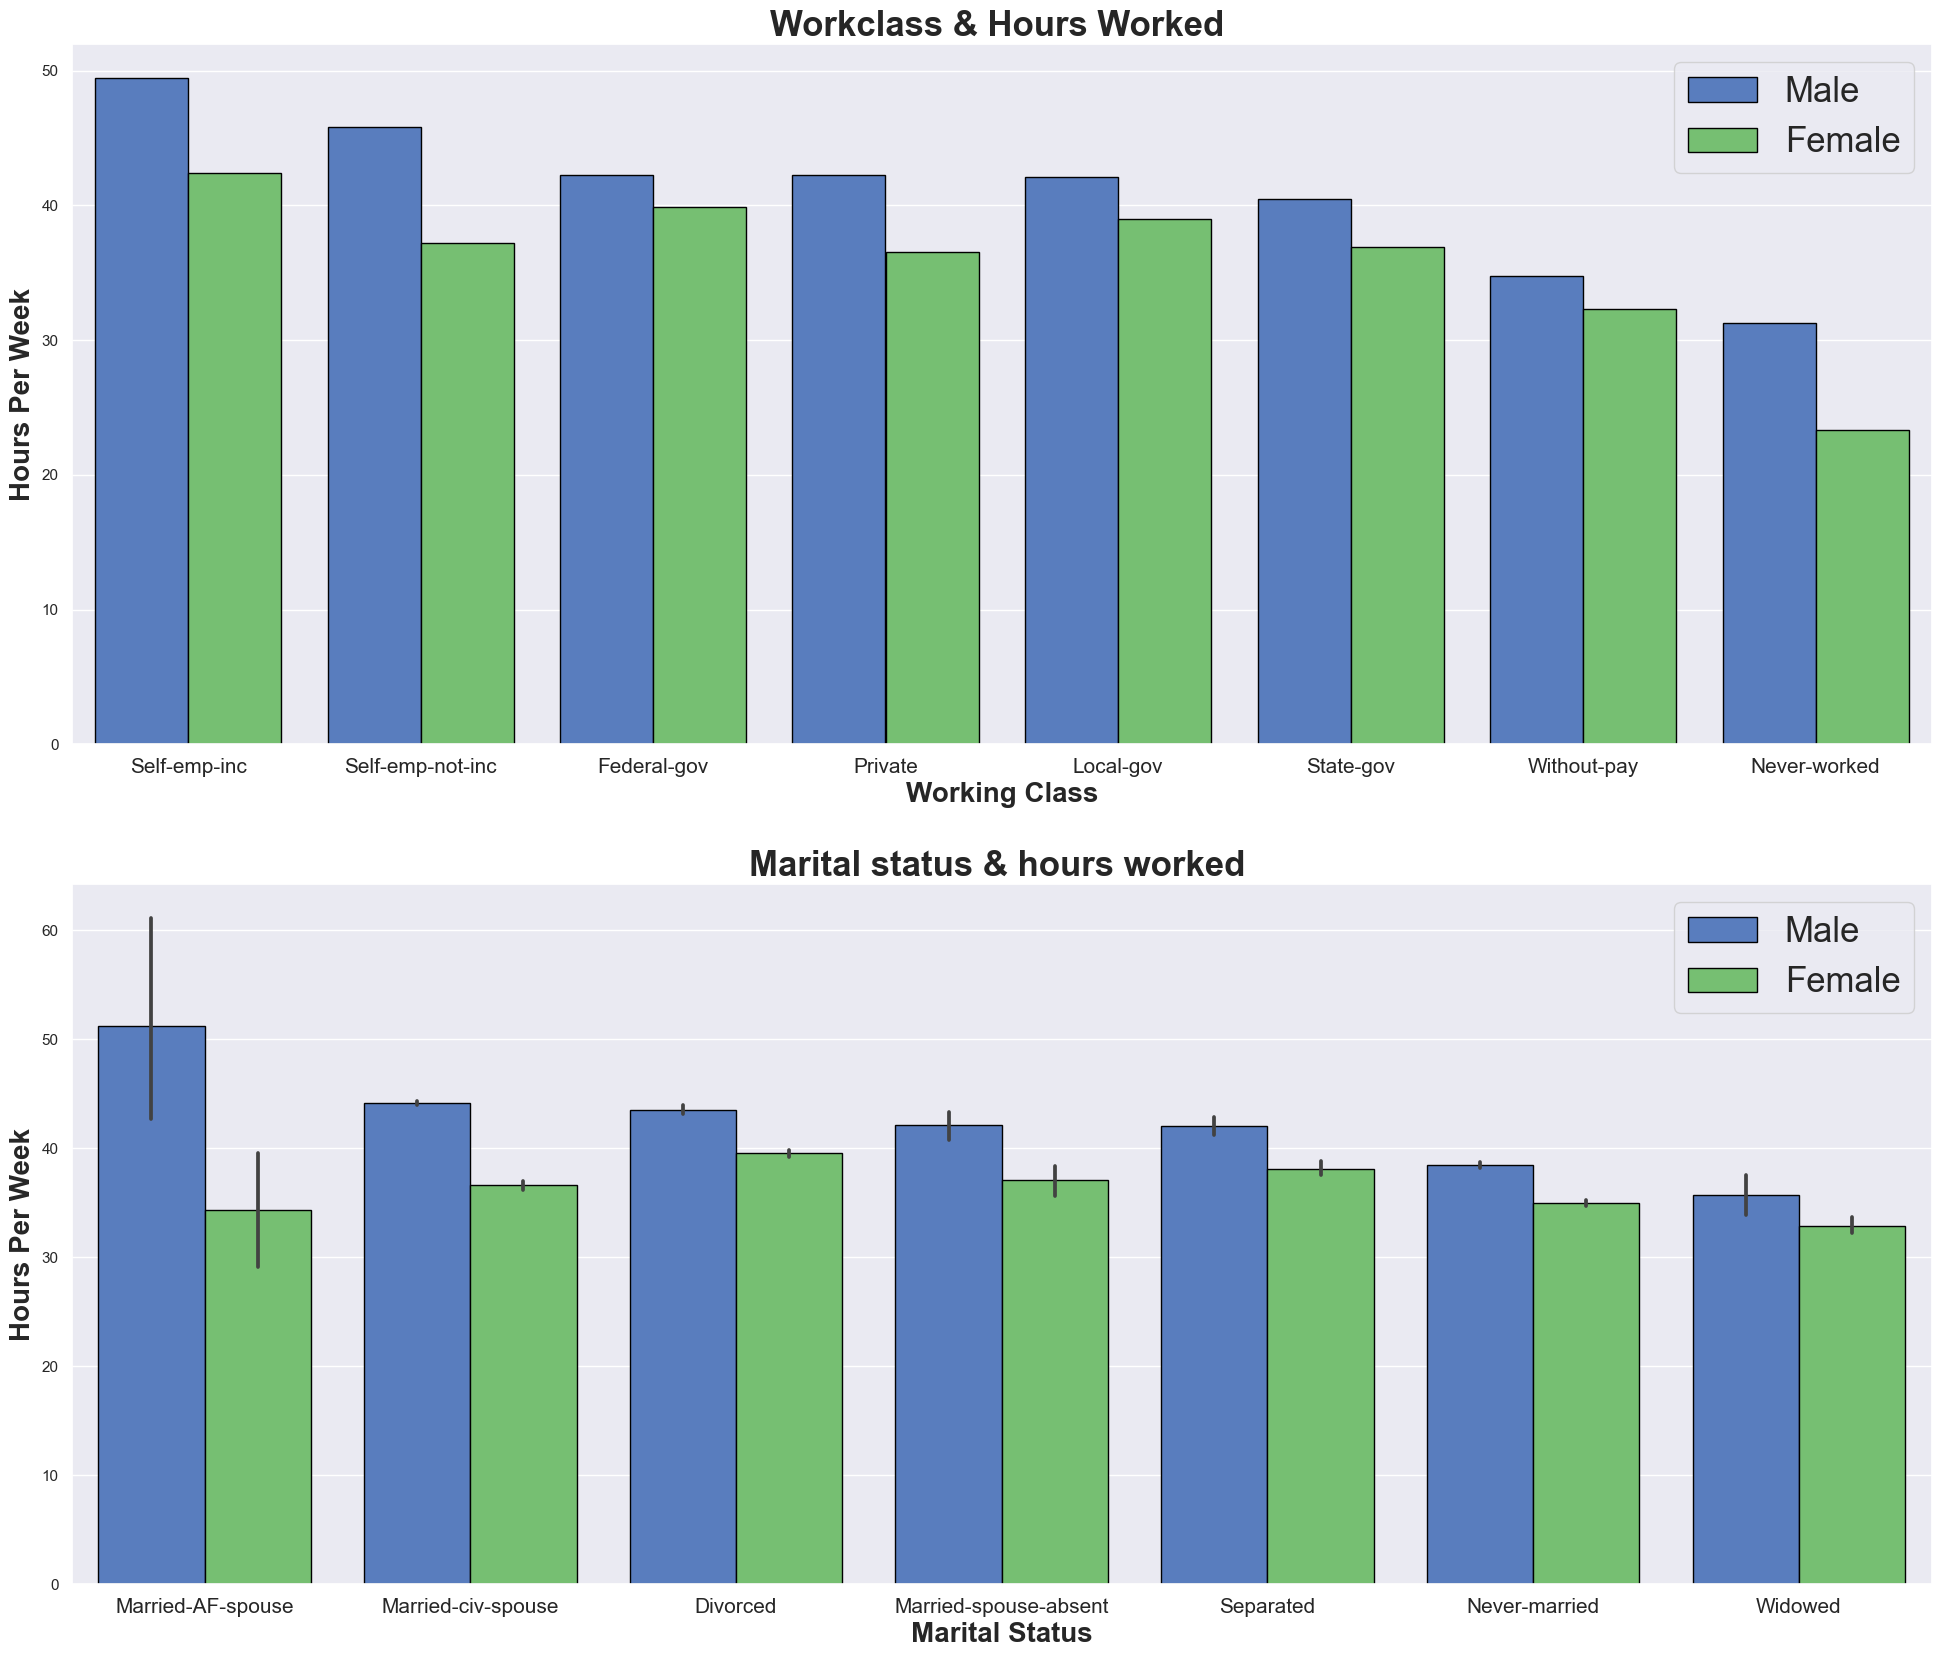 Workclass & Hours Worked
50
40
30
20
10
0
Hours Per Week
Male
Female
Self-emp-inc Self-emp-not-inc Federal-gov Private Local-gov State-gov Without-pay Never-worked
Working Class
Marital status & hours worked
60
50
40
30
20
10
0
Hours Per Week
Male
Female
Married-AF-spouse Married-civ-spouse Divorced Married-spouse-absent Separated Never-married Widowed
Marital Status